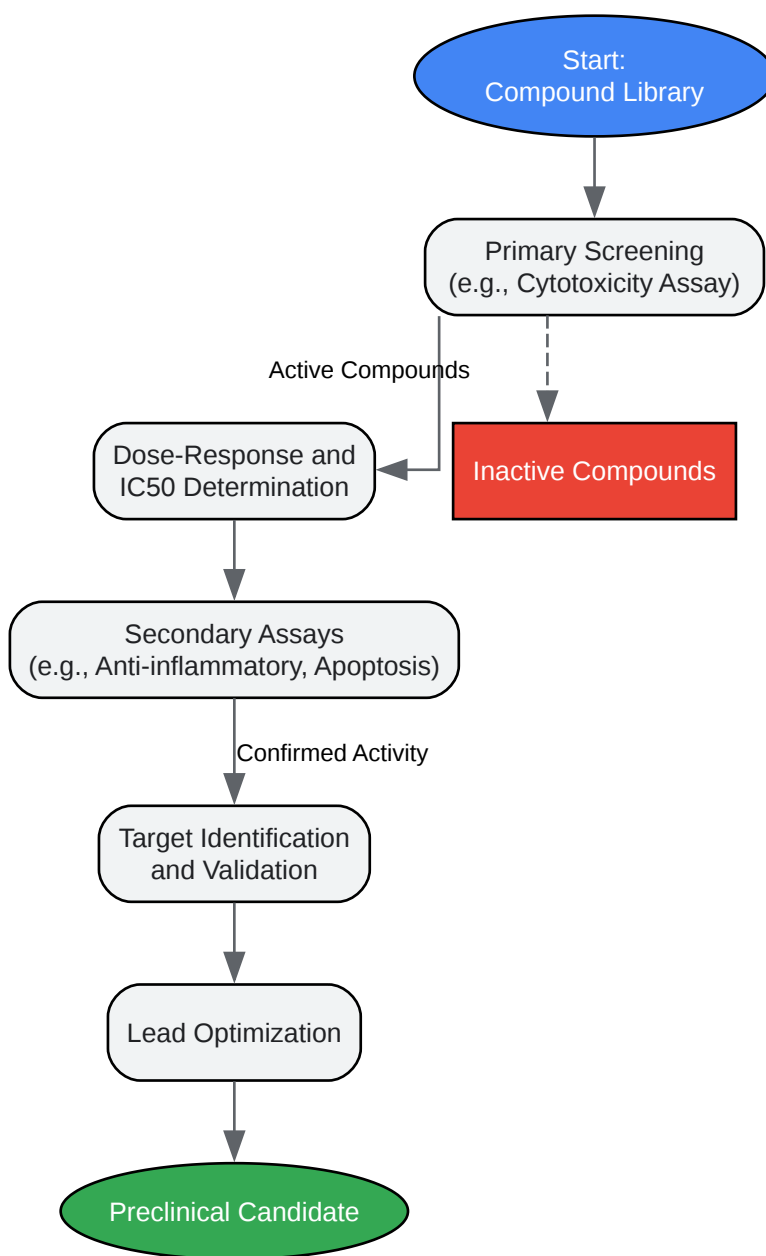 Start:
Compound Library
Primary Screening
(e.g., Cytotoxicity Assay)
Active Compounds
Dose-Response and
IC50 Determination
Inactive Compounds
Secondary Assays
(e.g., Anti-inflammatory, Apoptosis)
Confirmed Activity
Target Identification
and Validation
Lead Optimization
Preclinical Candidate